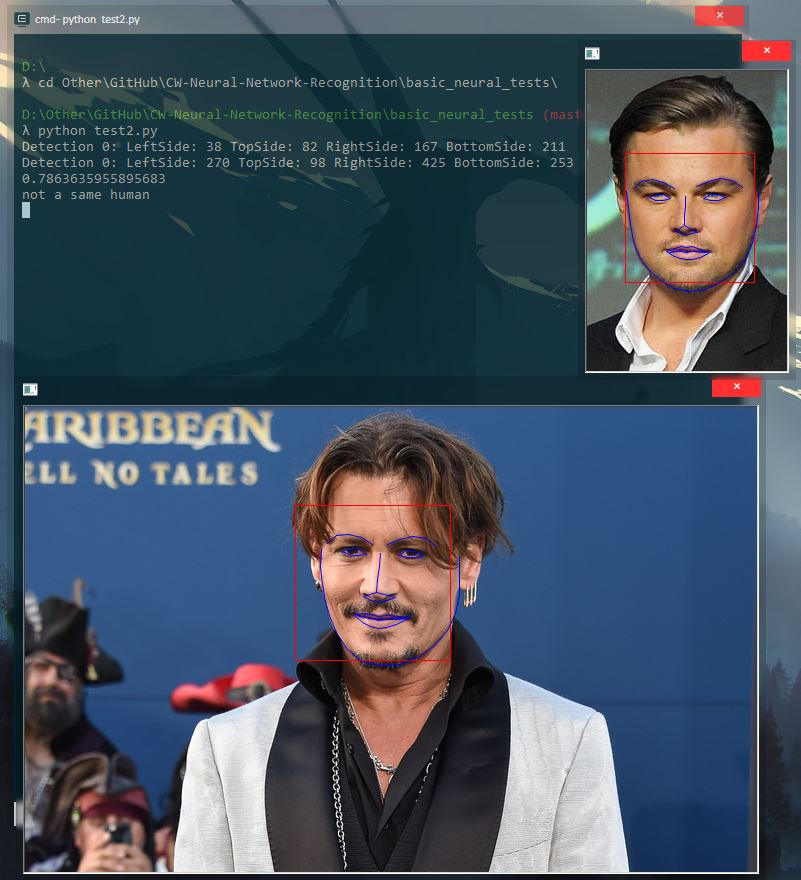 cmd- python test2.py
D:\
λ cd Other\GitHub\CW-Neural-Network-Recognition\basic_neural_tests\
D:\Other\GitHub\CW-Neural-Network-Recognition\basic_neural_tests (mast
λ python test2.py
Detection 0: LeftSide: 38 TopSide: 82 RightSide: 167 BottomSide: 211
Detection 0: LeftSide: 270 TopSide: 98 RightSide: 425 BottomSide: 253
0.7863635955895683
not a same human
ARIBBEAN
ELL NO TALES